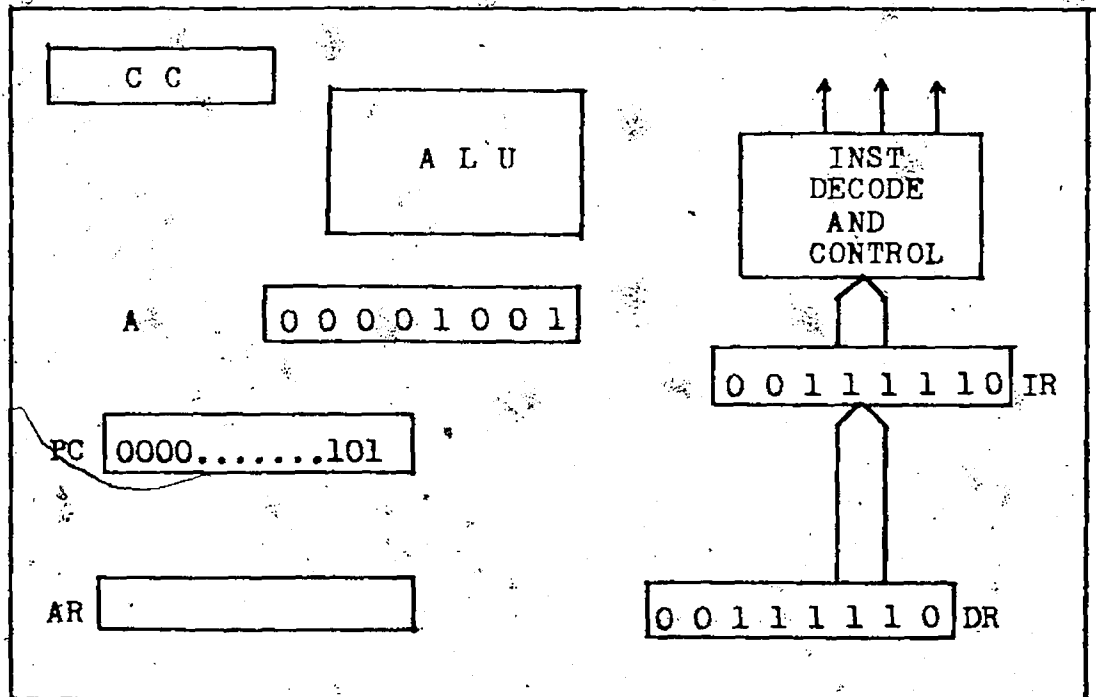 C C
A L U
INST
DECODE
AND
CONTROL
A 0 0 0 0 1 0 0 1
0 0 1 1 1 1 1 0 IR
PC 0000.......101
AR
0 0 1 1 1 1 1 0 DR